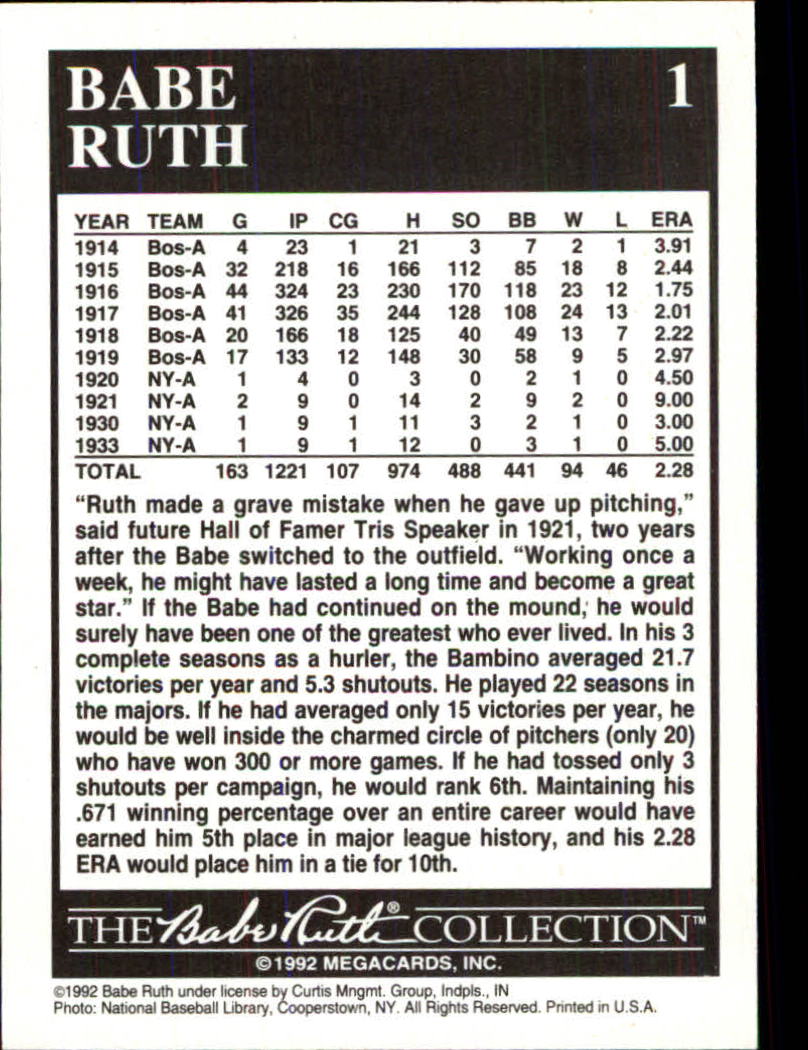 BABE 1
RUTH
YEAR TEAM G IP CG H SO BB W L ERA
1914 Bos-A 4 23 1 21 3 7 2 1 3.91
1915 Bos-A 32 218 16 166 112 85 18 8 2.44
1916 Bos-A 44 324 23 230 170 118 23 12 1.75
1917 Bos-A 41 326 35 244 128 108 24 13 2.01
1918 Bos-A 20 166 18 125 40 49 13 7 2.22
1919 Bos-A 17 133 12 148 30 58 9 5 2.97
1920 NY-A 1 4 0 3 0 2 1 0 4.50
1921 NY-A 2 9 0 14 2 9 2 0 9.00
1930 NY-A 1 9 1 11 3 2 1 0 3.00
1933 NY-A 1 9 1 12 0 3 1 0 5.00
TOTAL 163 1221 107 974 488 441 94 46 2.28
“Ruth made a grave mistake when he gave up pitching,”
said future Hall of Famer Tris Speaker in 1921, two years
after the Babe switched to the outfield. “Working once a
week, he might have lasted a long time and become a great
star.” If the Babe had continued on the mound, he would
surely have been one of the greatest who ever lived. In his 3
complete seasons as a hurler, the Bambino averaged 21.7
victories per year and 5.3 shutouts. He played 22 seasons in
the majors. If he had averaged only 15 victories per year, he
would be well inside the charmed circle of pitchers (only 20)
who have won 300 or more games. If he had tossed only 3
shutouts per campaign, he would rank 6th. Maintaining his
.671 winning percentage over an entire career would have
earned him 5th place in major league history, and his 2.28
ERA would place him in a tie for 10th.
THE Babe Ruth® COLLECTION™
©1992 MEGACARDS, INC.
©1992 Babe Ruth under license by Curtis Mngmt. Group, Indpls., IN
Photo: National Baseball Library, Cooperstown, NY. All Rights Reserved. Printed in U.S.A.